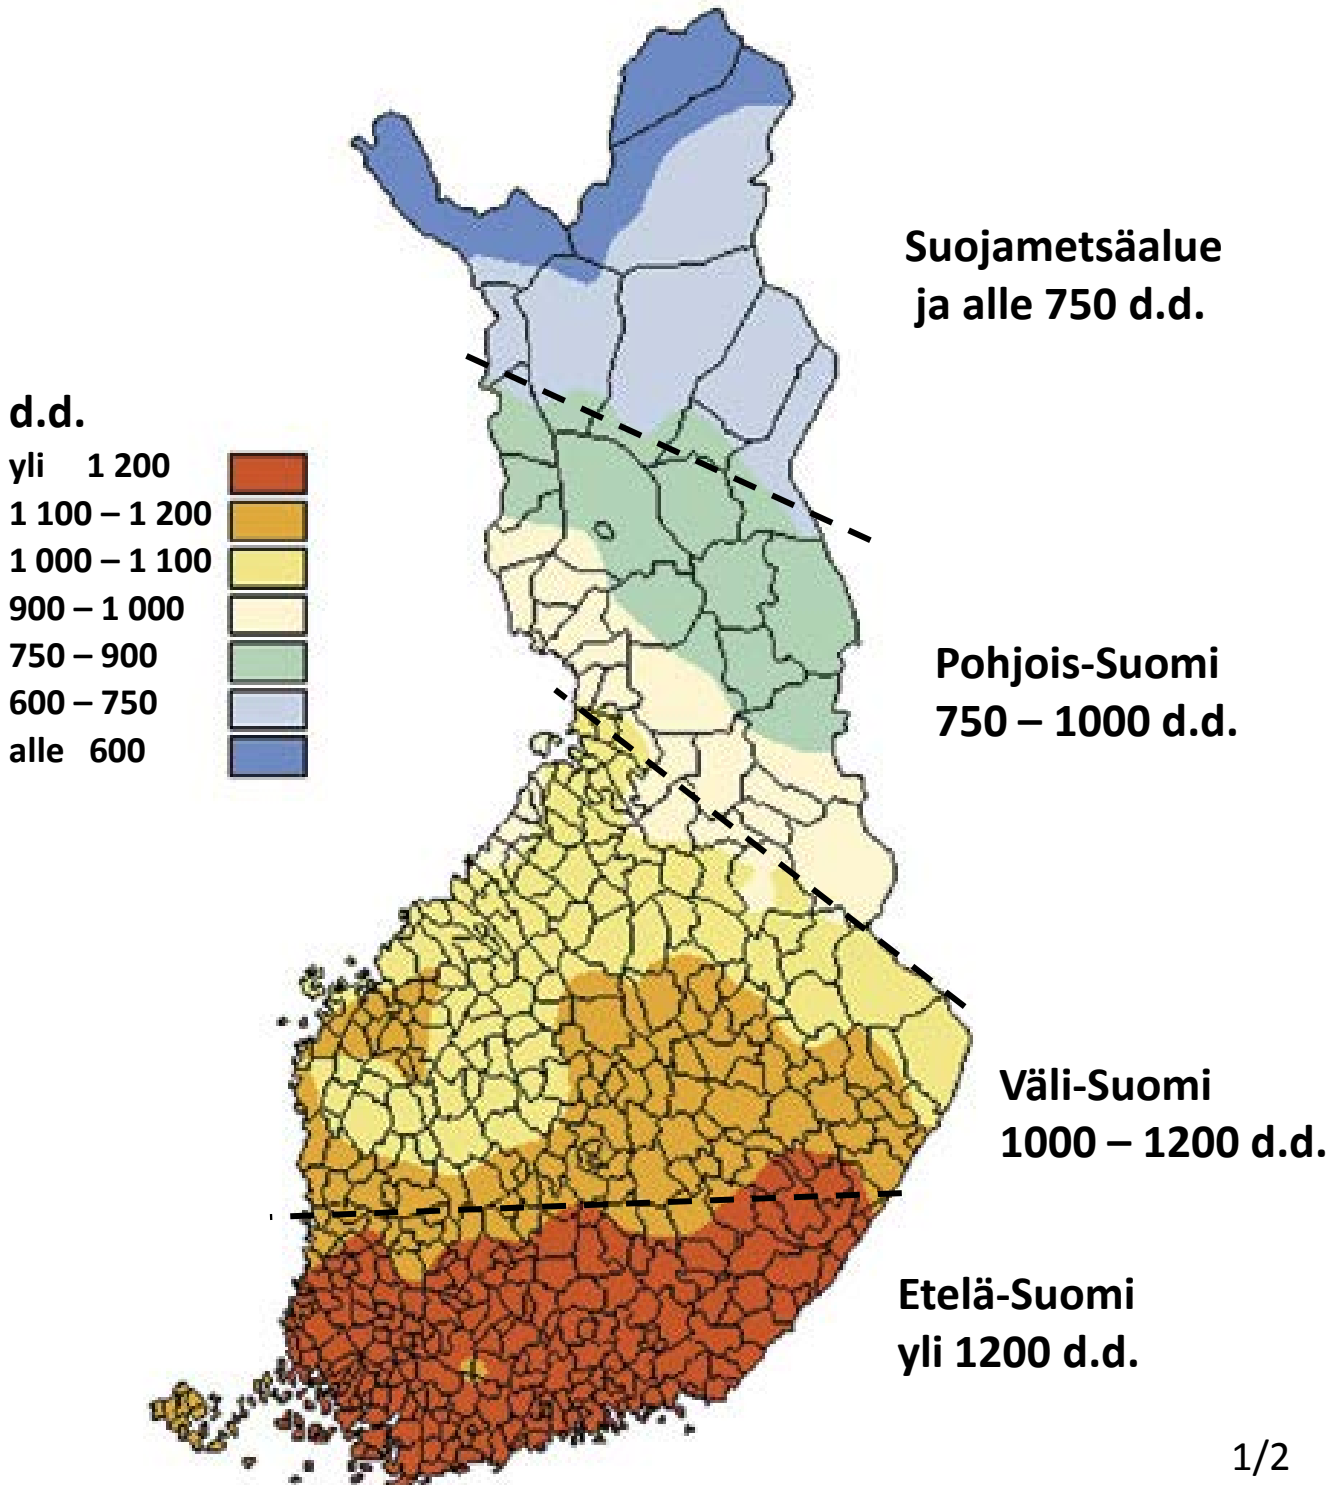 Suojametsäalue
ja alle 750 d.d.
d.d.
yli 1 200
1 100 – 1 200
1 000 – 1 100
900 – 1 000
750 – 900
600 – 750
alle 600
Pohjois-Suomi
750 – 1000 d.d.
Väli-Suomi
1000 – 1200 d.d.
Etelä-Suomi
yli 1200 d.d.
1/2